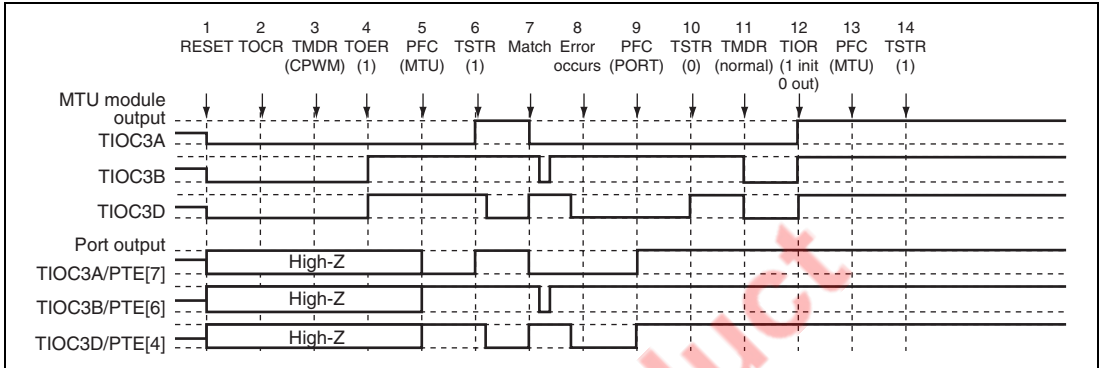 1 2 3 4 5 6 7 8 9 10 11 12 13 14
RESET TOCR TMDR TOER PFC TSTR Match Error PFC TSTR TMDR TIOR PFC TSTR
(CPWM) (1) (MTU) (1) occurs (PORT) (0) (normal) (1 init (MTU) (1)
0 out)
MTU module
output
TIOC3A
TIOC3B
TIOC3D
Port output
TIOC3A/PTE[7] High-Z
TIOC3B/PTE[6] High-Z
TIOC3D/PTE[4] High-Z
uct